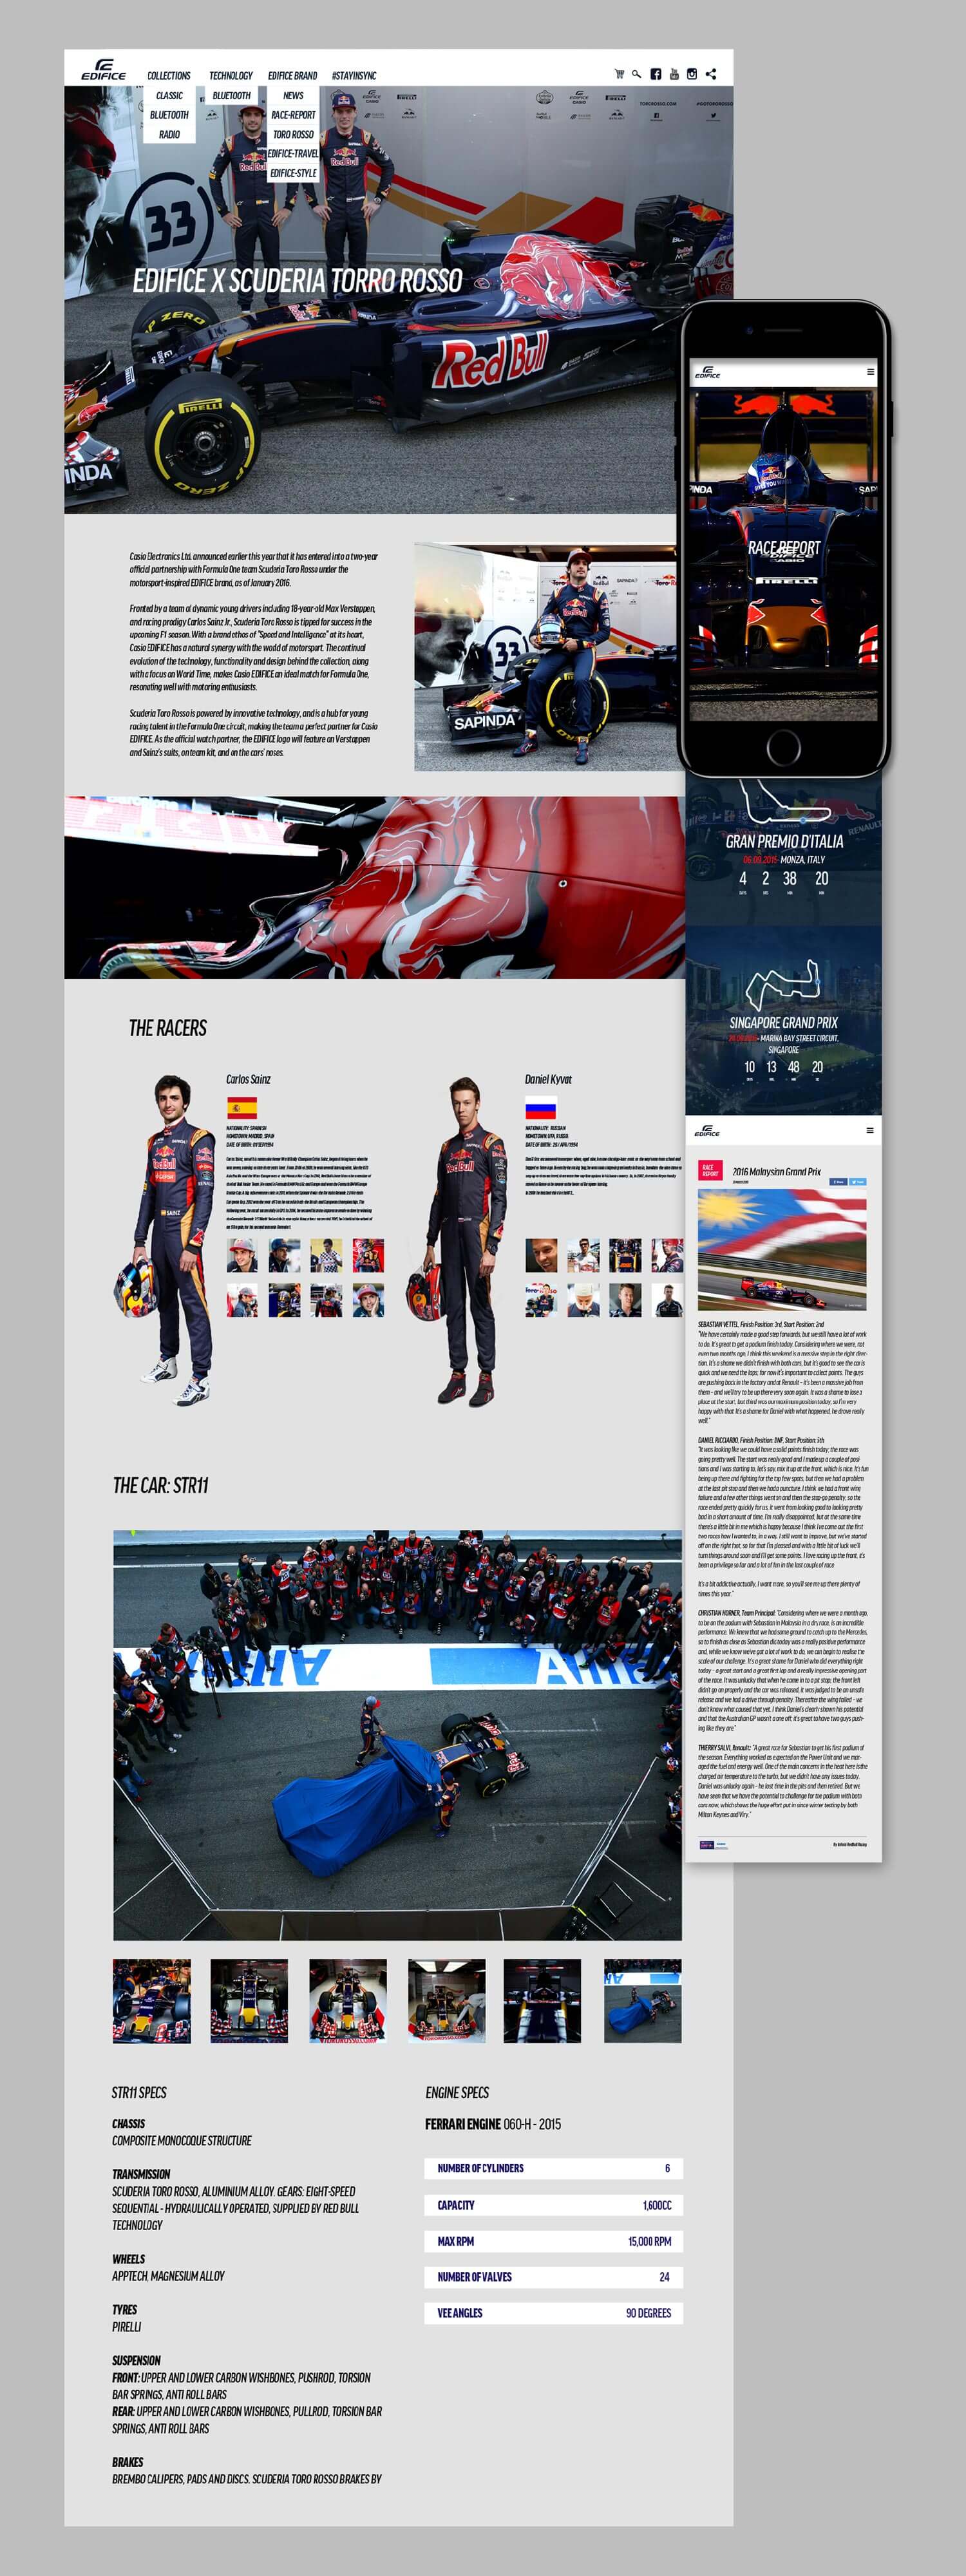 EDIFICE
COLLECTIONS
TECHNOLOGY
EDIFICE BRAND
#STAYINSYNC
CLASSIC
BLUETOOTH
RADIO
BLUETOOTH
NEWS
RACE-REPORT
TORO ROSSO
EDIFICE-TRAVEL
EDIFICE-STYLE
33
EDIFICE X SCUDERIA TORRO ROSSO
P ZERO
Red Bull
PIRELLI
ZERO
INDA
Casio Electronics Ltd. announced earlier this year that it has entered into a two-year
official partnership with Formula One team Scuderia Toro Rosso under the
motorsport-inspired EDIFICE brand, as of January 2016.
Fronted by a team of dynamic young drivers including 18-year-old Max Verstappen,
and racing prodigy Carlos Sainz Jr., Scuderia Toro Rosso is tipped for success in the
upcoming F1 season. With a brand ethos of "Speed and Intelligence" at its heart,
Casio EDIFICE has a natural synergy with the world of motorsport. The continual
evolution of the technology, functionality and design behind the collection, along
with a focus on World Time, makes Casio EDIFICE an ideal match for Formula One,
resonating well with motoring enthusiasts.
Scuderia Toro Rosso is powered by innovative technology, and is a hub for young
racing talent in the Formula One circuit, making the team a perfect partner for Casio
EDIFICE. As the official watch partner, the EDIFICE logo will feature on Verstappen
and Sainz's suits, on team kit, and on the cars' noses.
33
SAPINDA
EDIFICE
RACE REPORT
PIRELLI
GRAN PREMIO D'ITALIA
- MONZA, ITALY
4 2 38 20
SINGAPORE GRAND PRIX
- MARINA BAY STREET CIRCUIT,
SINGAPORE
10 13 48 20
THE RACERS
Carlos Sainz
NATIONALITY: SPANISH
HOMETOWN: MADRID, SPAIN
DATE OF BIRTH: 01/SEP/1994
Daniel Kyvat
NATIONALITY: RUSSIAN
HOMETOWN: UFA, RUSSIA
DATE OF BIRTH: 26 / APR / 1994
EDIFICE
RACE
REPORT
2016 Malaysian Grand Prix
SEBASTIAN VETTEL, Finish Position: 3rd, Start Position: 2nd
"We have certainly made a good step forwards, but we still have a lot of work
to do. It's great to get a podium finish today. Considering where we were, not
even two months ago, I think this weekend is a massive step in the right direc-
tion. It's a shame we didn't finish with both cars, but it's good to see the car is
quick and we need the laps; for now it's important to collect points. The guys
are pushing back in the factory and at Renault – it's been a massive job from
them – and we'll try to be up there very soon again. It was a shame to lose a
place at the start, but third was our maximum position today, so I'm very
happy with that. It's a shame for Daniel with what happened, he drove really
well."
DANIEL RICCIARDO, Finish Position: DNF, Start Position: 5th
"It was looking like we could have a solid points finish today; the race was
going pretty well. The start was really good and I made up a couple of posi-
tions and I was starting to, let's say, mix it up at the front, which is nice. It's fun
being up there and fighting for the top few spots, but then we had a problem
at the last pit stop and then we had a puncture. I think we had a front wing
failure and a few other things went on and then the stop-go penalty, so the
race ended pretty quickly for us, it went from looking good to looking pretty
bad in a short amount of time. I'm really disappointed, but at the same time
there's a little bit in me which is happy because I think I've come out the first
two races how I wanted to, in a way. I still want to improve, but we've started
off on the right foot, so for that I'm pleased and with a little bit of luck we'll
turn things around soon and I'll get some points. I love racing up the front, it's
been a privilege so far and a lot of fun in the last couple of race
It's a bit addictive actually, I want more, so you'll see me up there plenty of
times this year."
CHRISTIAN HORNER, Team Principal: "Considering where we were a month ago,
to be on the podium with Sebastian in Malaysia in a dry race, is an incredible
performance. We knew that we had some ground to catch up to the Mercedes,
so to finish as close as Sebastian did today was a really positive performance
and, while we know we've got a lot of work to do, we can begin to realise the
scale of our challenge. It's a great shame for Daniel who did everything right
today – a great start and a great first lap and a really impressive opening part
of the race. It was unlucky that when he came in to a pit stop, the front left
didn't go on properly and the car was released, it was judged to be an unsafe
release and we had a drive through penalty. Thereafter the wing failed – we
don't know what caused that yet. I think Daniel's clearly shown his potential
and that the Australian GP wasn't a one off, it's great to have two guys push-
ing like they are."
THIERRY SALVI, Renault: "A great race for Sebastian to get his first podium of
the season. Everything worked as expected on the Power Unit and we man-
aged the fuel and energy well. One of the main concerns in the heat here is the
charged air temperature to the turbo, but we didn't have any issues today.
Daniel was unlucky again – he lost time in the pits and then retired. But we
have seen that we have the potential to challenge for the podium with both
cars now, which shows the huge effort put in since winter testing by both
Milton Keynes and Viry."
By Infiniti RedBull Racing
THE CAR: STR11
STR11 SPECS
CHASSIS
COMPOSITE MONOCOQUE STRUCTURE
TRANSMISSION
SCUDERIA TORO ROSSO, ALUMINIUM ALLOY. GEARS: EIGHT-SPEED
SEQUENTIAL - HYDRAULICALLY OPERATED, SUPPLIED BY RED BULL
TECHNOLOGY
WHEELS
APPTECH, MAGNESIUM ALLOY
TYRES
PIRELLI
SUSPENSION
FRONT: UPPER AND LOWER CARBON WISHBONES, PUSHROD, TORSION
BAR SPRINGS, ANTI ROLL BARS
REAR: UPPER AND LOWER CARBON WISHBONES, PULLROD, TORSION BAR
SPRINGS, ANTI ROLL BARS
BRAKES
BREMBO CALIPERS, PADS AND DISCS. SCUDERIA TORO ROSSO BRAKES BY
ENGINE SPECS
FERRARI ENGINE 060-H - 2015
NUMBER OF CYLINDERS 6
CAPACITY 1,600CC
MAX RPM 15,000 RPM
NUMBER OF VALVES 24
VEE ANGLES 90 DEGREES